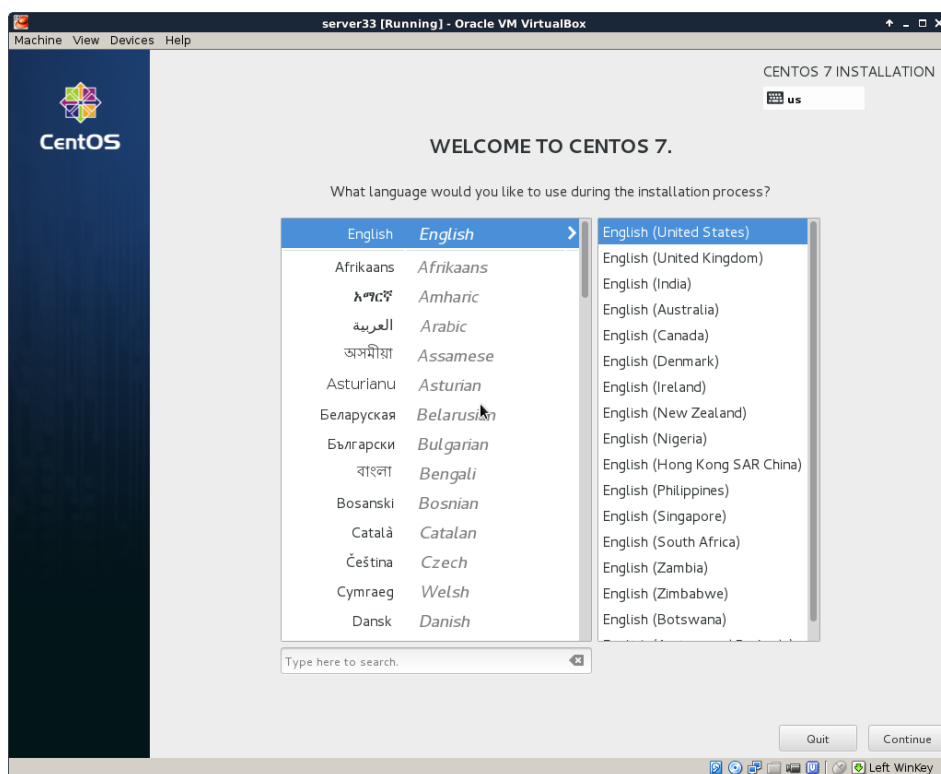 server33 [Running] - Oracle VM VirtualBox
Machine View Devices Help
CentOS
CENTOS 7 INSTALLATION
us
WELCOME TO CENTOS 7.
What language would you like to use during the installation process?
English English
Afrikaans Afrikaans
አማርኛ Amharic
العربية Arabic
অসমীয়া Assamese
Asturianu Asturian
Беларуская Belarusian
Български Bulgarian
বাংলা Bengali
Bosanski Bosnian
Català Catalan
Čeština Czech
Cymraeg Welsh
Dansk Danish
Type here to search.
English (United States)
English (United Kingdom)
English (India)
English (Australia)
English (Canada)
English (Denmark)
English (Ireland)
English (New Zealand)
English (Nigeria)
English (Hong Kong SAR China)
English (Philippines)
English (Singapore)
English (South Africa)
English (Zambia)
English (Zimbabwe)
English (Botswana)
Quit Continue
Left WinKey